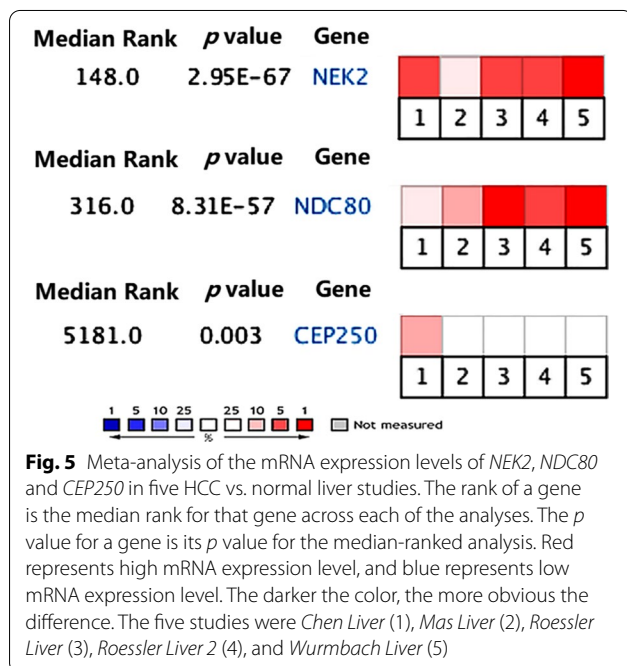 Median Rank p value Gene
148.0 2.95E−67 NEK2
1 2 3 4 5
Median Rank p value Gene
316.0 8.31E−57 NDC80
1 2 3 4 5
Median Rank p value Gene
5181.0 0.003 CEP250
1 2 3 4 5
1 5 10 25 25 10 5 1
% Not measured
Fig. 5 Meta-analysis of the mRNA expression levels of NEK2, NDC80
and CEP250 in five HCC vs. normal liver studies. The rank of a gene
is the median rank for that gene across each of the analyses. The p
value for a gene is its p value for the median-ranked analysis. Red
represents high mRNA expression level, and blue represents low
mRNA expression level. The darker the color, the more obvious the
difference. The five studies were Chen Liver (1), Mas Liver (2), Roessler
Liver (3), Roessler Liver 2 (4), and Wurmbach Liver (5)